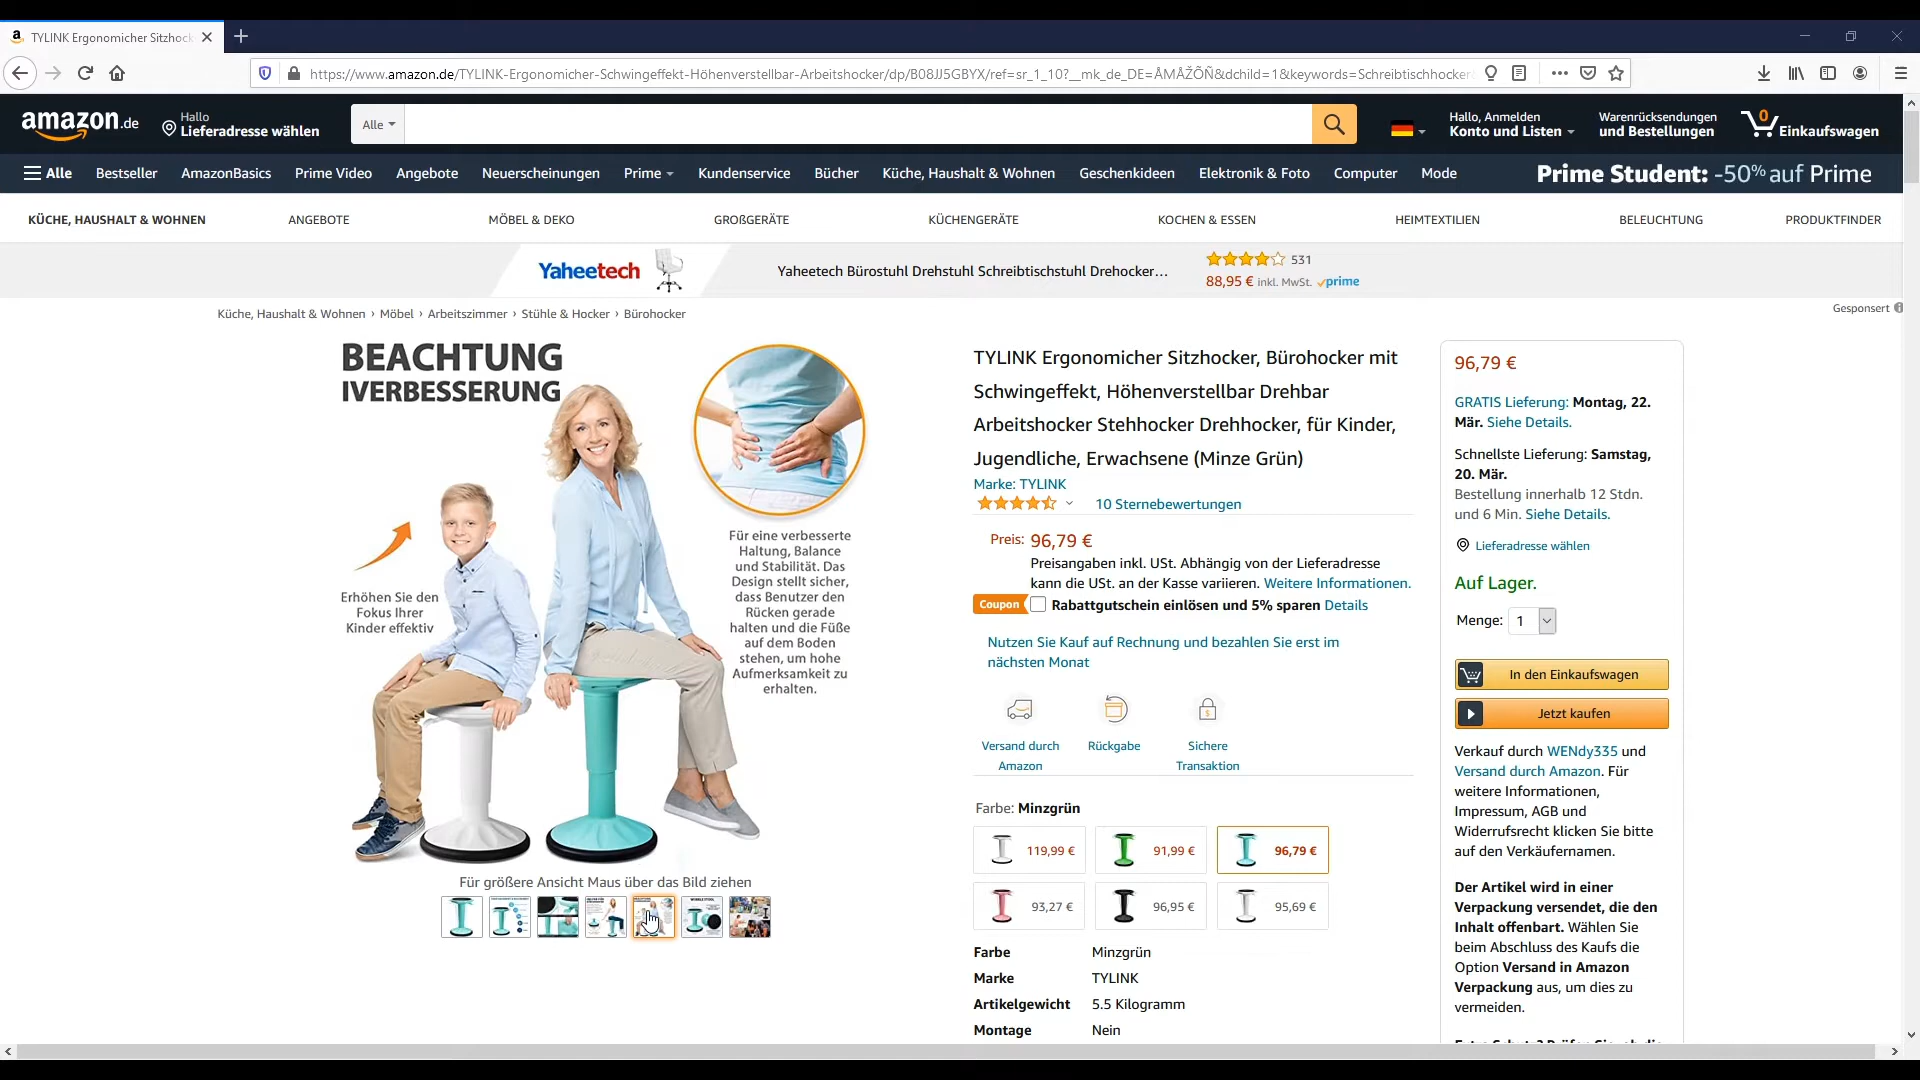 TYLINK Ergonomicher Sitzhock
https://www.amazon.de/TYLINK-Ergonomicher-Schwingeffekt-Höhenverstellbar-Arbeitshocker/dp/B08JJ5GBYX/ref=sr_1_10?__mk_de_DE=ÅMÅŽÕÑ&dchild=1&keywords=Schreibtischhocker
amazon.de
Hallo
Lieferadresse wählen
Alle
Hallo, Anmelden
Konto und Listen
Warenrücksendungen
und Bestellungen
0
Einkaufswagen
Alle Bestseller AmazonBasics Prime Video Angebote Neuerscheinungen Prime Kundenservice Bücher Küche, Haushalt & Wohnen Geschenkideen Elektronik & Foto Computer Mode Prime Student: -50% auf Prime
KÜCHE, HAUSHALT & WOHNEN ANGEBOTE MÖBEL & DEKO GROẞGERÄTE KÜCHENGERÄTE KOCHEN & ESSEN HEIMTEXTILIEN BELEUCHTUNG PRODUKTFINDER
Yaheetech
Yaheetech Bürostuhl Drehstuhl Schreibtischstuhl Drehocker…
531
88,95 € inkl. MwSt. prime
Gesponsert
Küche, Haushalt & Wohnen › Möbel › Arbeitszimmer › Stühle & Hocker › Bürohocker
BEACHTUNG
IVERBESSERUNG
Erhöhen Sie den
Fokus Ihrer
Kinder effektiv
Für eine verbesserte
Haltung, Balance
und Stabilität. Das
Design stellt sicher,
dass Benutzer den
Rücken gerade
halten und die Füße
auf dem Boden
stehen, um hohe
Aufmerksamkeit zu
erhalten.
Für größere Ansicht Maus über das Bild ziehen
TYLINK Ergonomicher Sitzhocker, Bürohocker mit
Schwingeffekt, Höhenverstellbar Drehbar
Arbeitshocker Stehhocker Drehhocker, für Kinder,
Jugendliche, Erwachsene (Minze Grün)
Marke: TYLINK
10 Sternebewertungen
Preis: 96,79 €
Preisangaben inkl. USt. Abhängig von der Lieferadresse
kann die USt. an der Kasse variieren. Weitere Informationen.
Coupon Rabattgutschein einlösen und 5% sparen Details
Nutzen Sie Kauf auf Rechnung und bezahlen Sie erst im
nächsten Monat
Versand durch
Amazon
Rückgabe
Sichere
Transaktion
Farbe: Minzgrün
119,99 € 91,99 € 96,79 €
93,27 € 96,95 € 95,69 €
Farbe Minzgrün
Marke TYLINK
Artikelgewicht 5.5 Kilogramm
Montage Nein
96,79 €
GRATIS Lieferung: Montag, 22.
Mär. Siehe Details.
Schnellste Lieferung: Samstag,
20. Mär.
Bestellung innerhalb 12 Stdn.
und 6 Min. Siehe Details.
Lieferadresse wählen
Auf Lager.
Menge: 1
In den Einkaufswagen
Jetzt kaufen
Verkauf durch WENdy335 und
Versand durch Amazon. Für
weitere Informationen,
Impressum, AGB und
Widerrufsrecht klicken Sie bitte
auf den Verkäufernamen.
Der Artikel wird in einer
Verpackung versendet, die den
Inhalt offenbart. Wählen Sie
beim Abschluss des Kaufs die
Option Versand in Amazon
Verpackung aus, um dies zu
vermeiden.